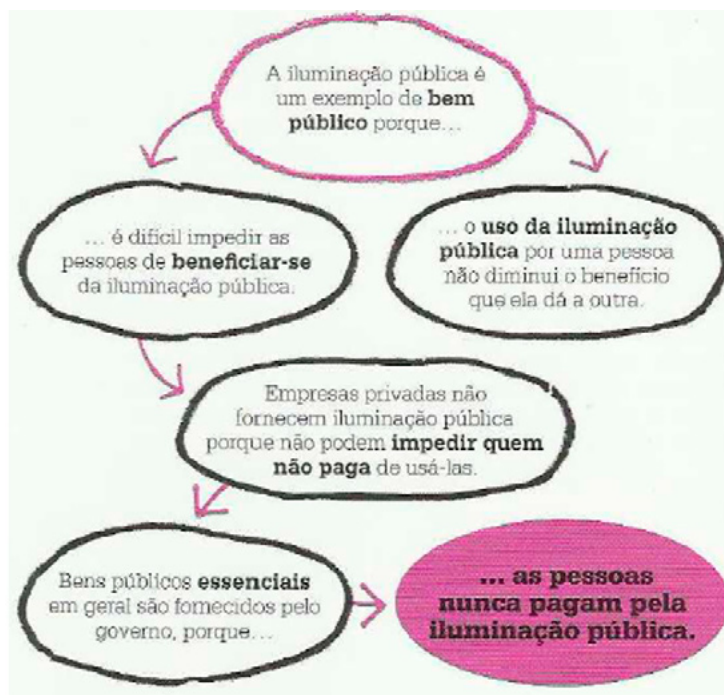 A iluminação pública é
um exemplo de bem
público porque...
... é difícil impedir as
pessoas de beneficiar-se
da iluminação pública.
... o uso da iluminação
pública por uma pessoa
não diminui o benefício
que ela dá a outra.
Empresas privadas não
fornecem iluminação pública
porque não podem impedir quem
não paga de usá-las.
Bens públicos essenciais
em geral são fornecidos pelo
governo, porque...
... as pessoas
nunca pagam pela
iluminação pública.